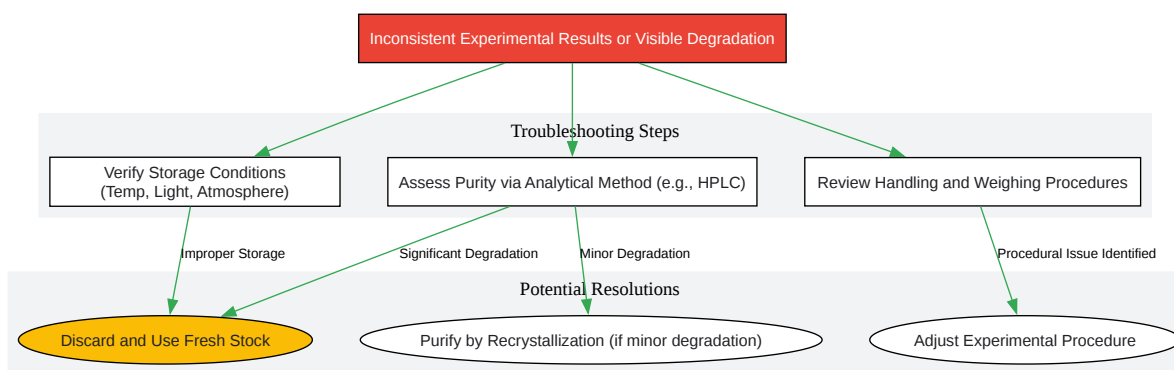 Inconsistent Experimental Results or Visible Degradation
Troubleshooting Steps
Verify Storage Conditions
(Temp, Light, Atmosphere)
Assess Purity via Analytical Method (e.g., HPLC)
Review Handling and Weighing Procedures
Improper Storage
Significant Degradation
Minor Degradation
Procedural Issue Identified
Potential Resolutions
Discard and Use Fresh Stock
Purify by Recrystallization (if minor degradation)
Adjust Experimental Procedure